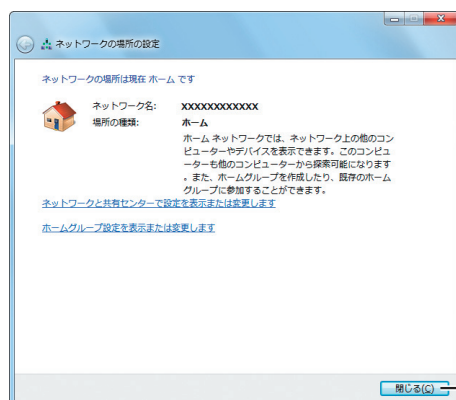 ネットワークの場所の設定
ネットワークの場所は現在 ホーム です
ネットワーク名: XXXXXXXXXXXX
場所の種類: ホーム
ホーム ネットワークでは、ネットワーク上の他のコン
ピューターやデバイスを表示できます。このコンピュ
ーターも他のコンピューターから探索可能になります
。また、ホームグループを作成したり、既存のホーム
グループに参加することができます。
ネットワークと共有センターで設定を表示または変更します
ホームグループ設定を表示または変更します
閉じる(C)